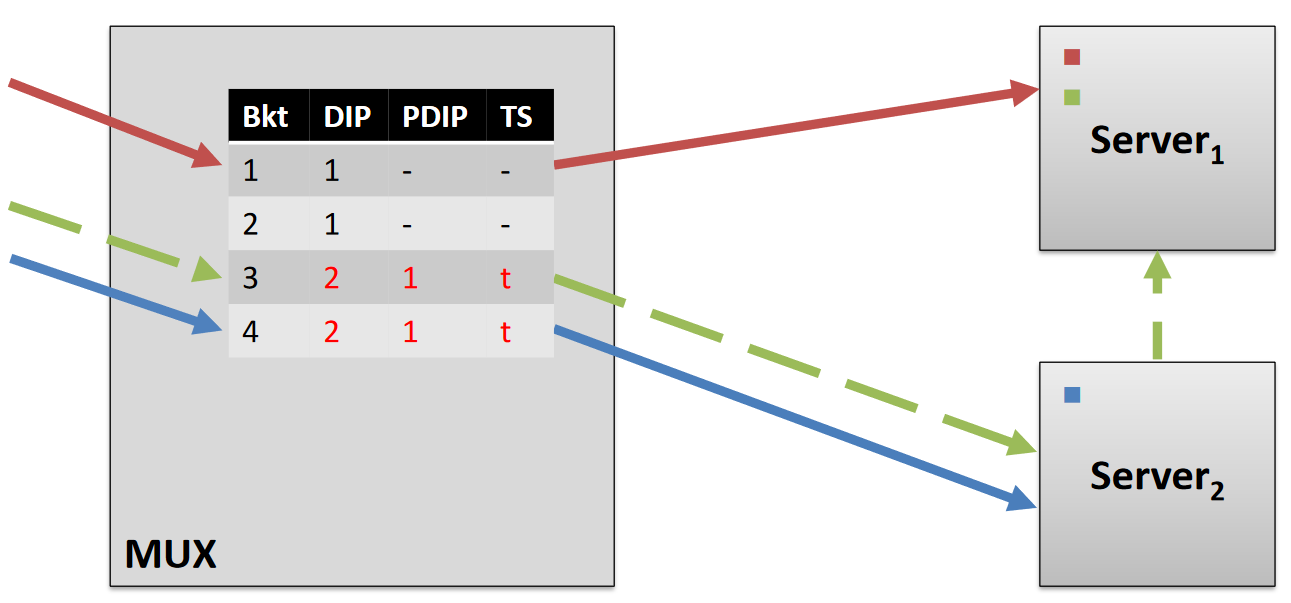 Bkt DIP PDIP TS
1 1 - -
2 1 - -
3 2 1 t
4 2 1 t
MUX
Server1
Server2